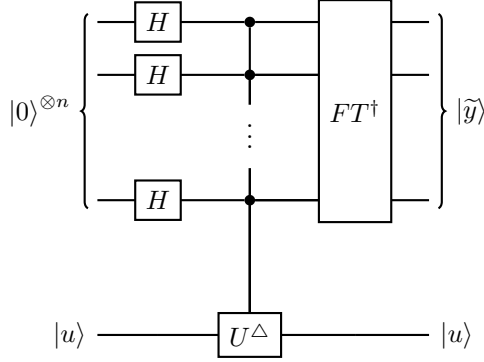 H
H
|0⟩^{⊗n}
⋮
FT†
|ỹ⟩
H
|u⟩
U^△
|u⟩